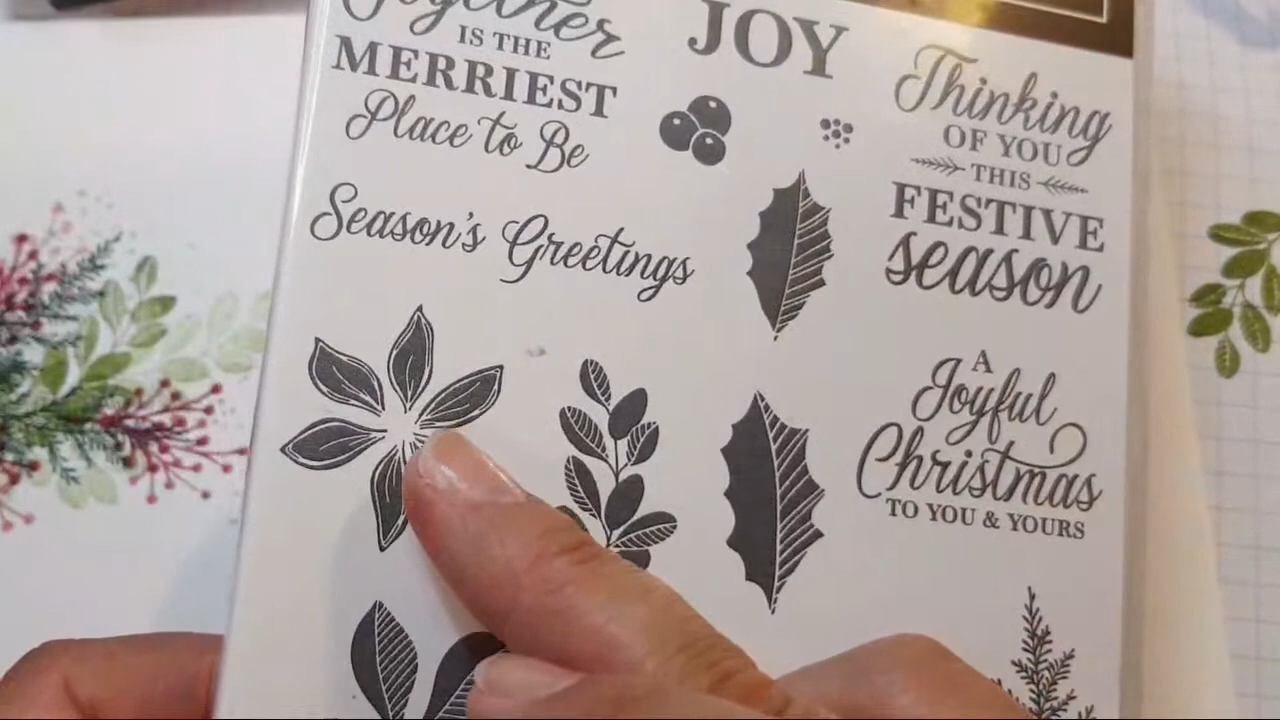 Together
IS THE
MERRIEST
Place to Be
JOY
Thinking
OF YOU
THIS
FESTIVE
season
Season's Greetings
A
Joyful
Christmas
TO YOU & YOURS